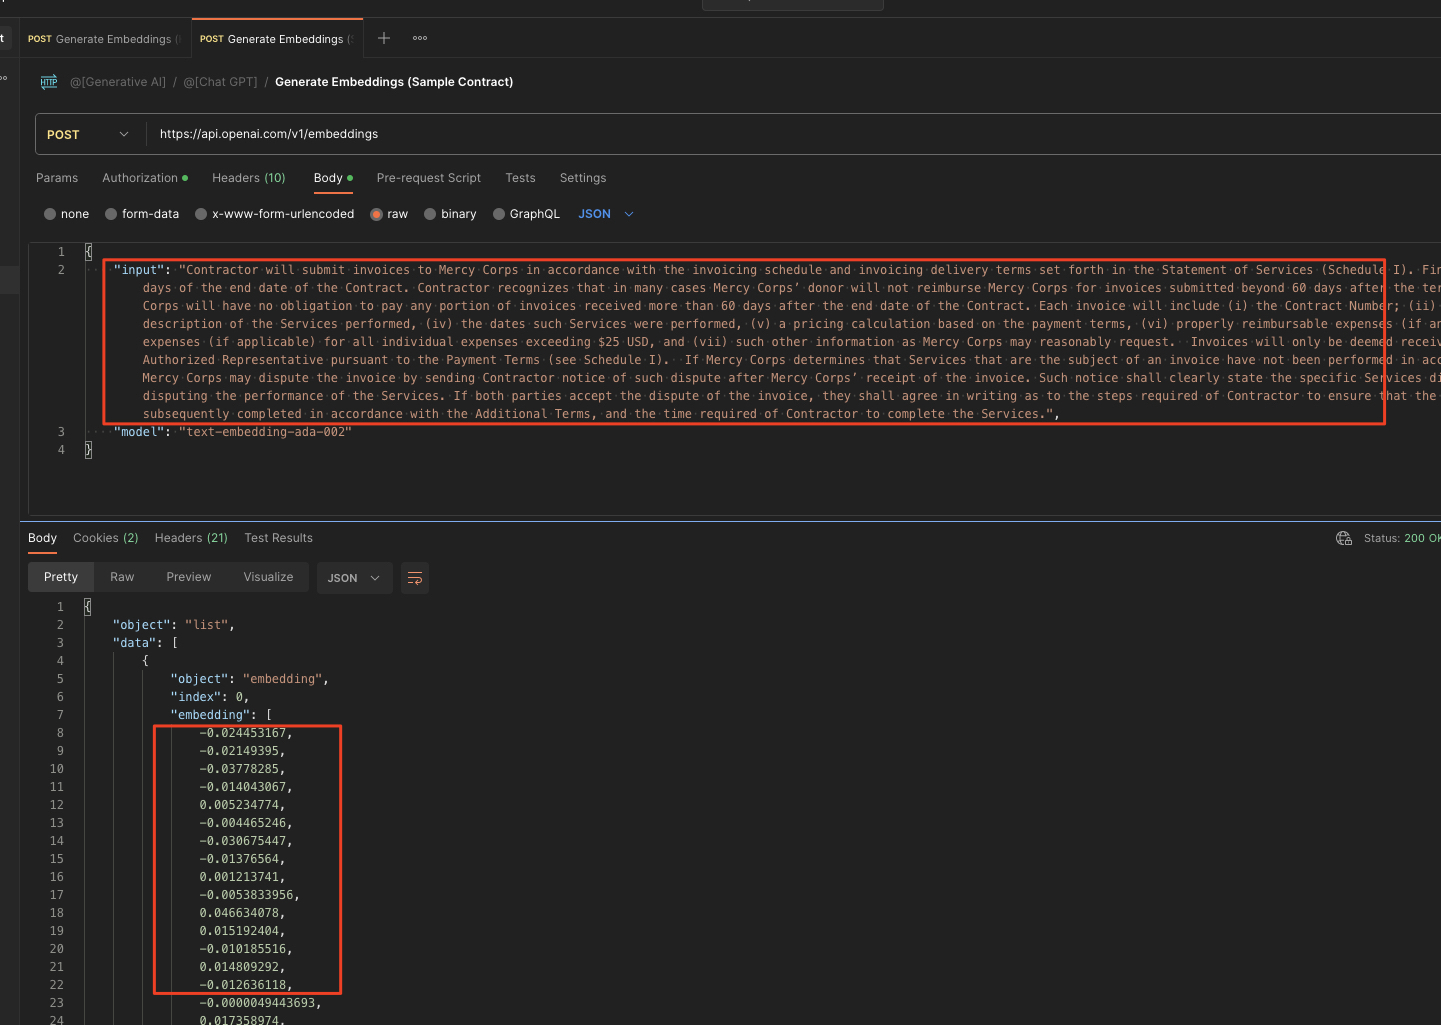 POST Generate Embeddings
POST Generate Embeddings
HTTP @[Generative AI] / @[Chat GPT] / Generate Embeddings (Sample Contract)
POST https://api.openai.com/v1/embeddings
Params Authorization Headers (10) Body Pre-request Script Tests Settings
none form-data x-www-form-urlencoded raw binary GraphQL JSON
1 {
2 "input": "Contractor will submit invoices to Mercy Corps in accordance with the invoicing schedule and invoicing delivery terms set forth in the Statement of Services (Schedule I).
days of the end date of the Contract. Contractor recognizes that in many cases Mercy Corps’ donor will not reimburse Mercy Corps for invoices submitted beyond 60 days after the
Corps will have no obligation to pay any portion of invoices received more than 60 days after the end date of the Contract. Each invoice will include (i) the Contract Number; (ii)
description of the Services performed, (iv) the dates such Services were performed, (v) a pricing calculation based on the payment terms, (vi) properly reimbursable expenses (if
expenses (if applicable) for all individual expenses exceeding $25 USD, and (vii) such other information as Mercy Corps may reasonably request.  Invoices will only be deemed
Authorized Representative pursuant to the Payment Terms (see Schedule I).  If Mercy Corps determines that Services that are the subject of an invoice have not been performed in
Mercy Corps may dispute the invoice by sending Contractor notice of such dispute after Mercy Corps’ receipt of the invoice. Such notice shall clearly state the specific Services
disputing the performance of the Services. If both parties accept the dispute of the invoice, they shall agree in writing as to the steps required of Contractor to ensure that the
subsequently completed in accordance with the Additional Terms, and the time required of Contractor to complete the Services.",
3 "model": "text-embedding-ada-002"
4 }
Body Cookies (2) Headers (21) Test Results Status: 200 OK
Pretty Raw Preview Visualize JSON
1 {
2 "object": "list",
3 "data": [
4 {
5 "object": "embedding",
6 "index": 0,
7 "embedding": [
8 -0.024453167,
9 -0.02149395,
10 -0.03778285,
11 -0.014043067,
12 0.005234774,
13 -0.004465246,
14 -0.030675447,
15 -0.01376564,
16 0.001213741,
17 -0.0053833956,
18 0.046634078,
19 0.015192404,
20 -0.010185516,
21 0.014809292,
22 -0.012636118,
23 -0.0000049443693,
24 0.017358974,